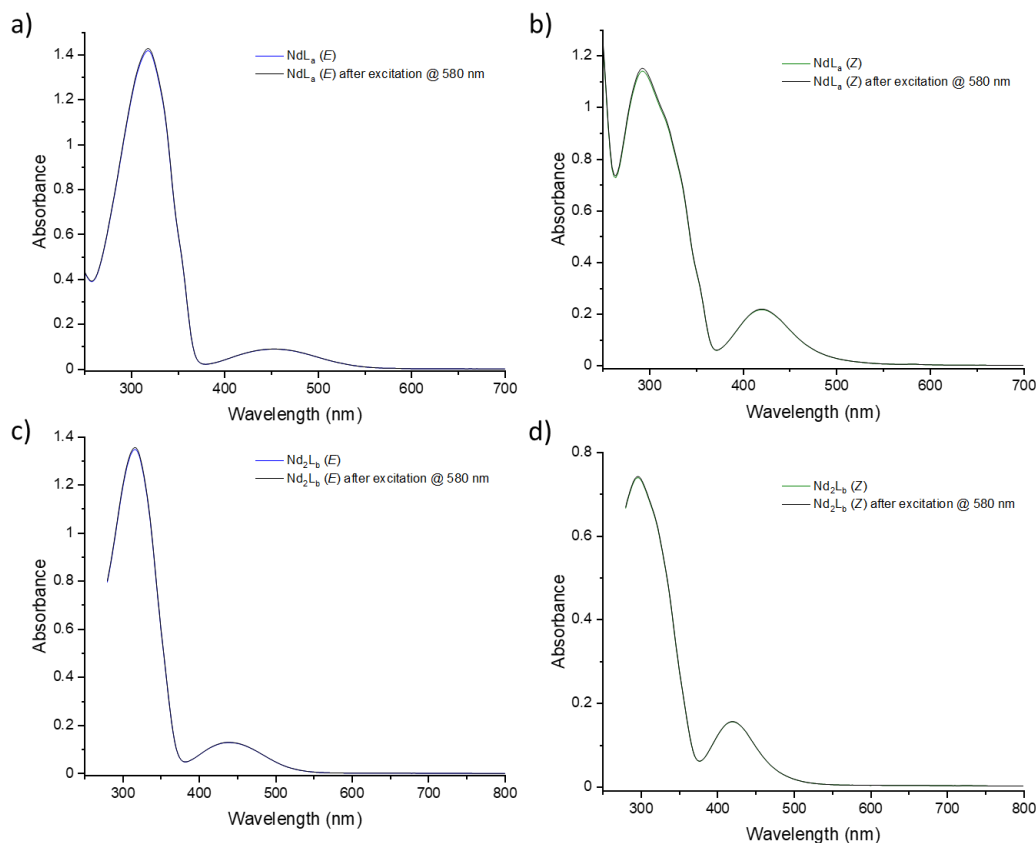 a)
NdLa (E)
NdLa (E) after excitation @ 580 nm
1.4
1.2
1
0.8
0.6
0.4
0.2
0
Absorbance
300 400 500 600 700
Wavelength (nm)
b)
NdLa (Z)
NdLa (Z) after excitation @ 580 nm
1.2
1
0.8
0.6
0.4
0.2
0
Absorbance
300 400 500 600 700
Wavelength (nm)
c)
Nd2Lb (E)
Nd2Lb (E) after excitation @ 580 nm
1.4
1.2
1
0.8
0.6
0.4
0.2
0
Absorbance
300 400 500 600 700 800
Wavelength (nm)
d)
Nd2Lb (Z)
Nd2Lb (Z) after excitation @ 580 nm
0.8
0.6
0.4
0.2
0
Absorbance
300 400 500 600 700 800
Wavelength (nm)